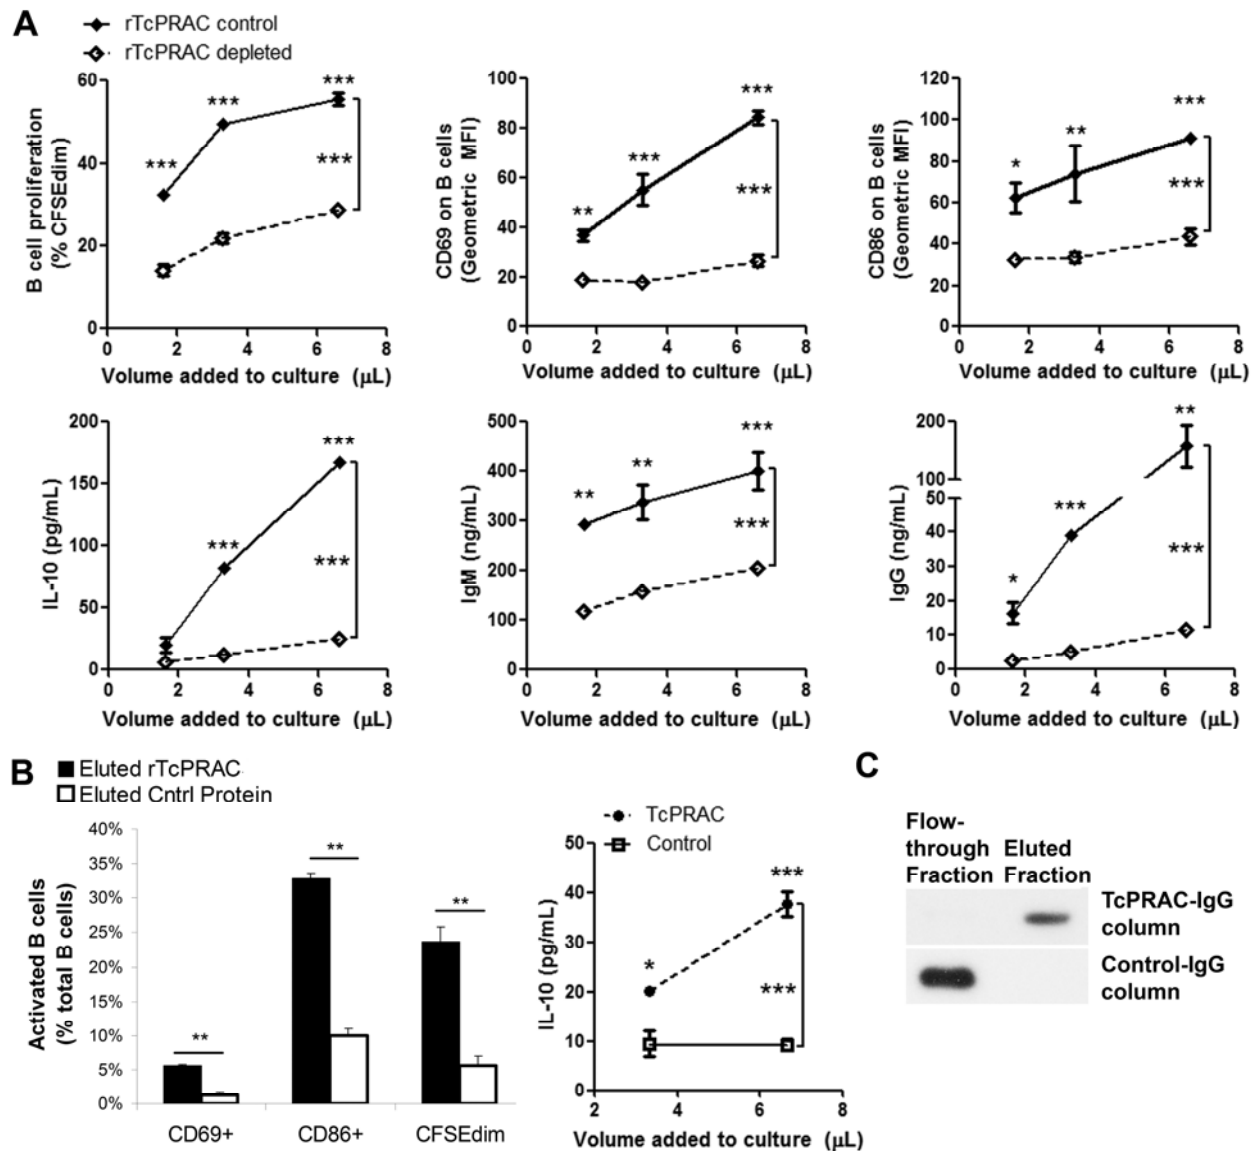 A
rTcPRAC control
rTcPRAC depleted
B cell proliferation
(% CFSEdim)
60
40
20
0
0 2 4 6 8
Volume added to culture (μL)
***
***
***
***
CD69 on B cells
(Geometric MFI)
100
80
60
40
20
0
0 2 4 6 8
Volume added to culture (μL)
**
***
***
***
CD86 on B cells
(Geometric MFI)
120
100
80
60
40
20
0
0 2 4 6 8
Volume added to culture (μL)
*
**
***
***
IL-10 (pg/mL)
200
150
100
50
0
0 2 4 6 8
Volume added to culture (μL)
***
***
***
IgM (ng/mL)
500
400
300
200
100
0
0 2 4 6 8
Volume added to culture (μL)
**
**
***
***
IgG (ng/mL)
200
100
50
40
30
20
10
0
0 2 4 6 8
Volume added to culture (μL)
*
***
**
***
B
Eluted rTcPRAC
Eluted Cntrl Protein
Activated B cells
(% total B cells)
40%
35%
30%
25%
20%
15%
10%
5%
0%
**
**
**
CD69+ CD86+ CFSEdim
TcPRAC
Control
IL-10 (pg/mL)
50
40
30
20
10
0
2 4 6 8
Volume added to culture (μL)
*
***
***
C
Flow-
through Eluted
Fraction Fraction
TcPRAC-IgG
column
Control-IgG
column